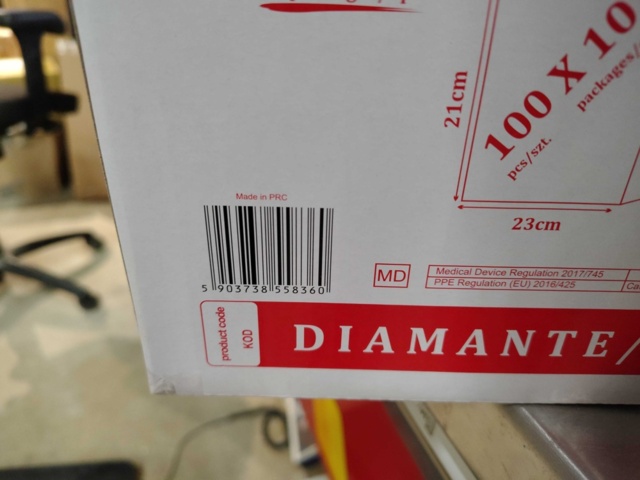 100 X 10
packages/
pcs/szt.
21cm
23cm
Made in PRC
5 903738 558360
MD
Medical Device Regulation 2017/745
PPE Regulation (EU) 2016/425
product code
KOD
DIAMANTE/